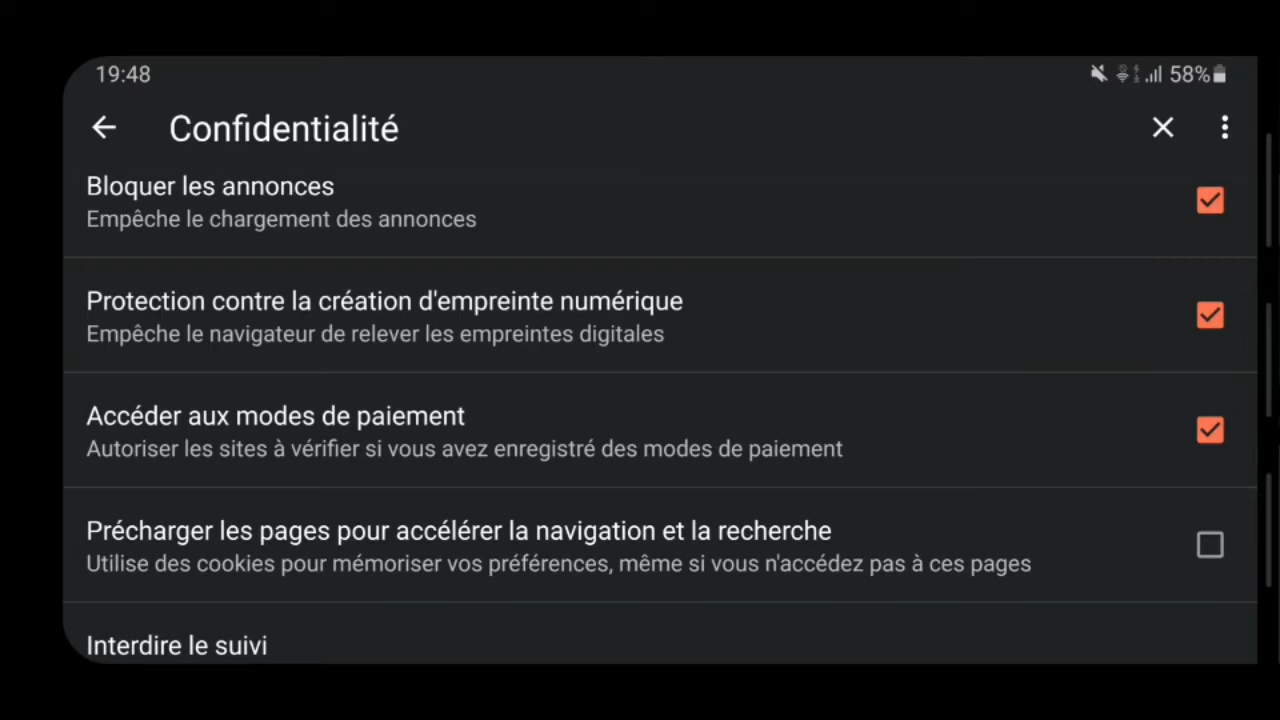 19:48
58%
Confidentialité
Bloquer les annonces
Empêche le chargement des annonces
Protection contre la création d'empreinte numérique
Empêche le navigateur de relever les empreintes digitales
Accéder aux modes de paiement
Autoriser les sites à vérifier si vous avez enregistré des modes de paiement
Précharger les pages pour accélérer la navigation et la recherche
Utilise des cookies pour mémoriser vos préférences, même si vous n'accédez pas à ces pages
Interdire le suivi